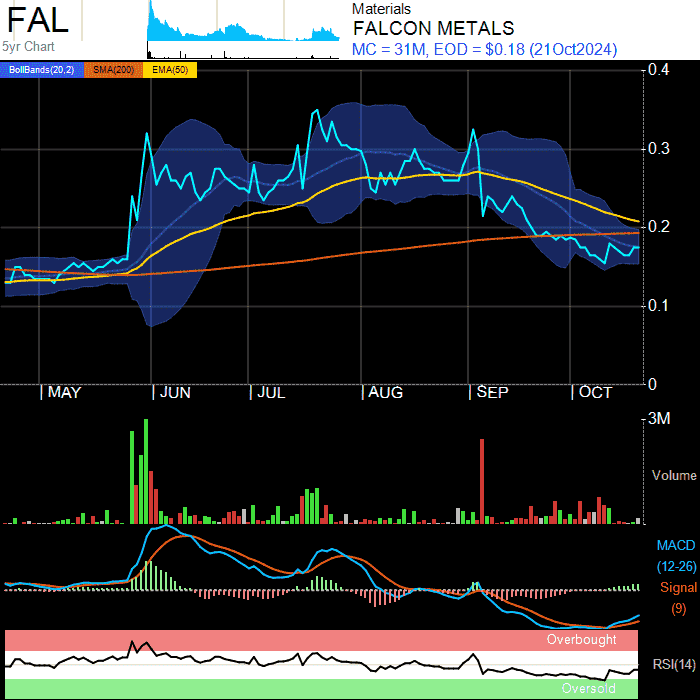 FAL
5yr Chart
Materials
FALCON METALS
MC = 31M, EOD = $0.18 (21Oct2024)
BollBands(20,2) SMA(200) EMA(50)
0.4
0.3
0.2
0.1
0
MAY JUN JUL AUG SEP OCT
3M
Volume
MACD
(12-26)
Signal
(9)
Overbought
RSI(14)
Oversold